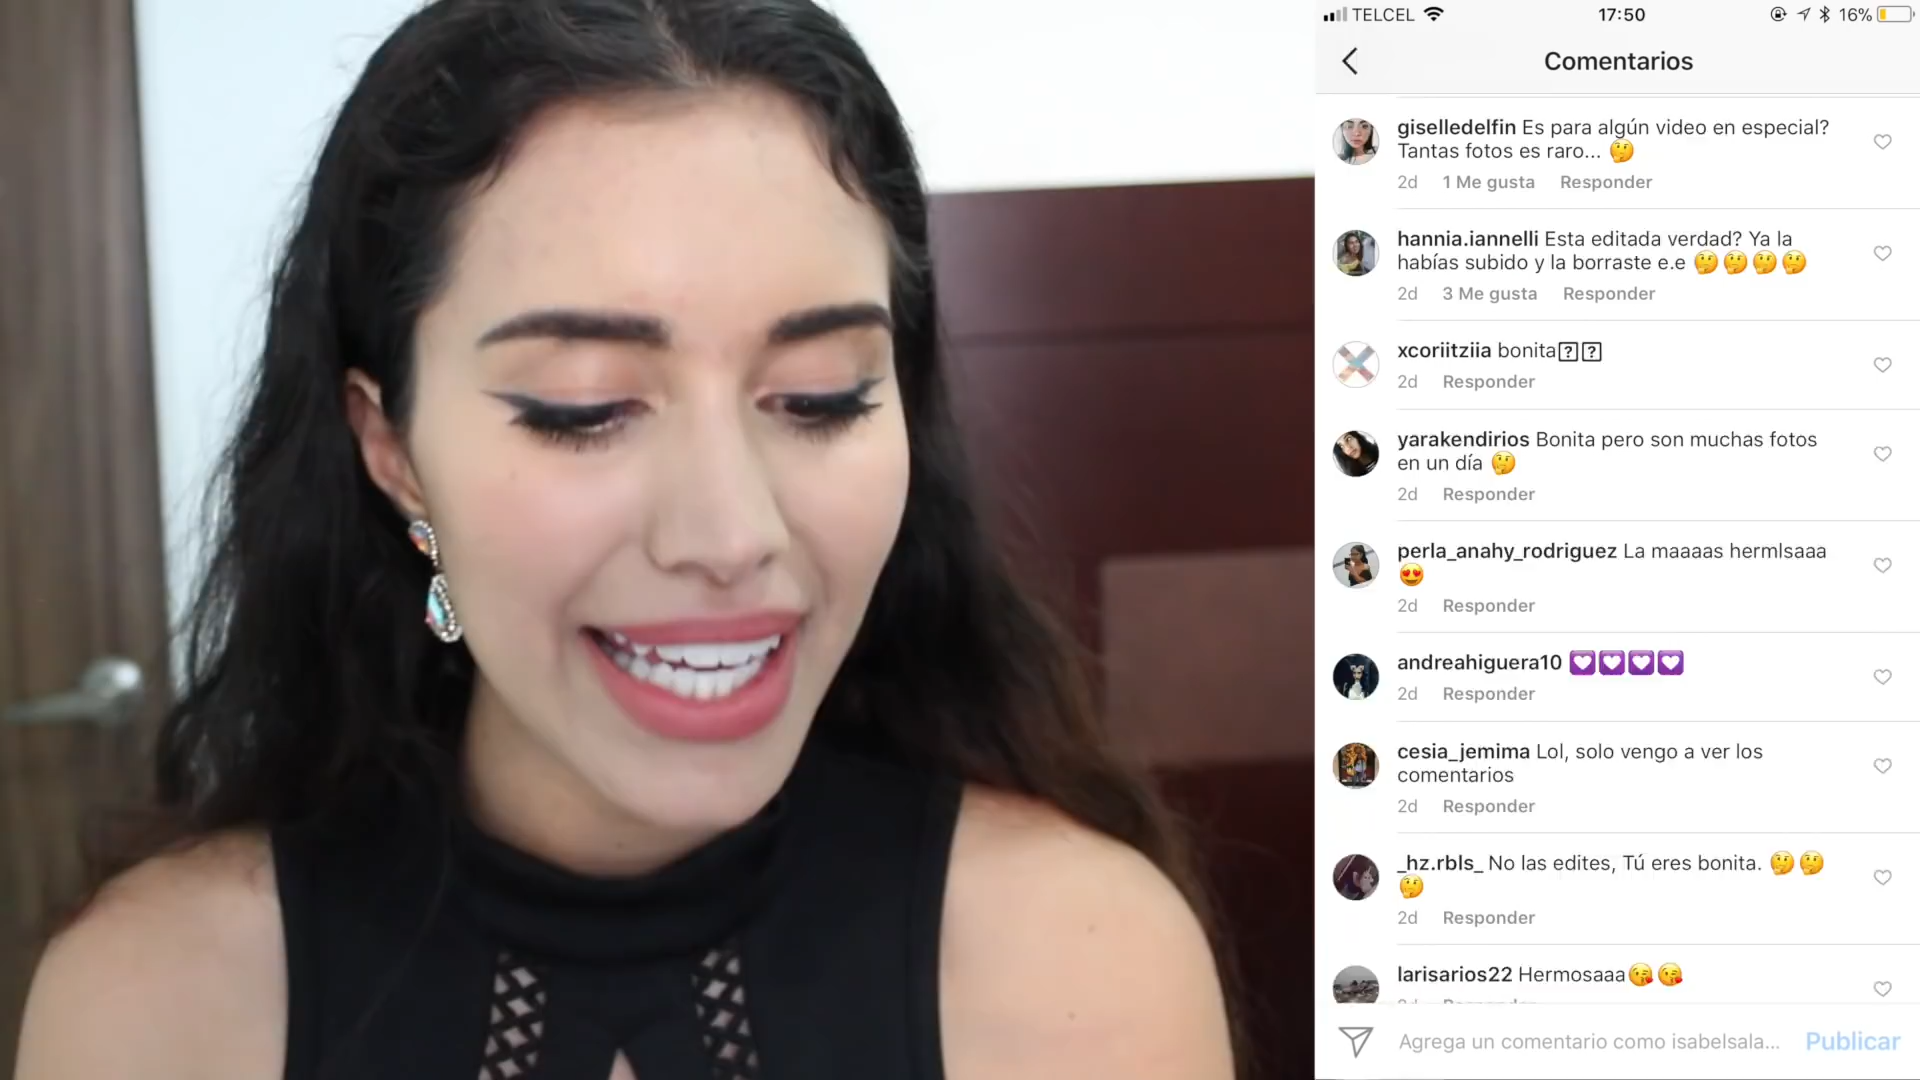 TELCEL 17:50 16%
Comentarios
giselledelfin Es para algún video en especial?
Tantas fotos es raro... 🤔
2d 1 Me gusta Responder
hannia.iannelli Esta editada verdad? Ya la
habías subido y la borraste e.e 🤔🤔🤔🤔
2d 3 Me gusta Responder
xcoriitziia bonita
2d Responder
yarakendirios Bonita pero son muchas fotos
en un día 🤔
2d Responder
perla_anahy_rodriguez La maaaas hermlsaaa
😍
2d Responder
andreahiguera10 💟💟💟💟
2d Responder
cesia_jemima Lol, solo vengo a ver los
comentarios
2d Responder
_hz.rbls_ No las edites, Tú eres bonita. 🤔🤔
🤔
2d Responder
larisarios22 Hermosaaa😘😘
Agrega un comentario como isabelsala... Publicar